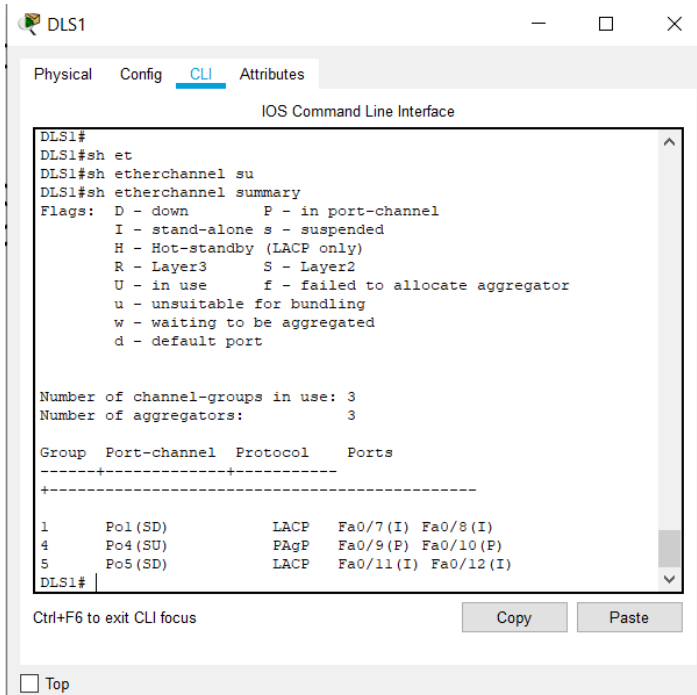 DLS1
Physical Config CLI Attributes
IOS Command Line Interface
DLS1#
DLS1#sh et
DLS1#sh etherchannel su
DLS1#sh etherchannel summary
Flags:  D - down        P - in port-channel
        I - stand-alone s - suspended
        H - Hot-standby (LACP only)
        R - Layer3      S - Layer2
        U - in use      f - failed to allocate aggregator
        u - unsuitable for bundling
        w - waiting to be aggregated
        d - default port
Number of channel-groups in use: 3
Number of aggregators:           3
Group  Port-channel  Protocol    Ports
------+-------------+-----------
+----------------------------------------------
1      Po1(SD)           LACP   Fa0/7(I) Fa0/8(I)
4      Po4(SU)           PAgP   Fa0/9(P) Fa0/10(P)
5      Po5(SD)           LACP   Fa0/11(I) Fa0/12(I)
DLS1#
Ctrl+F6 to exit CLI focus Copy Paste
Top